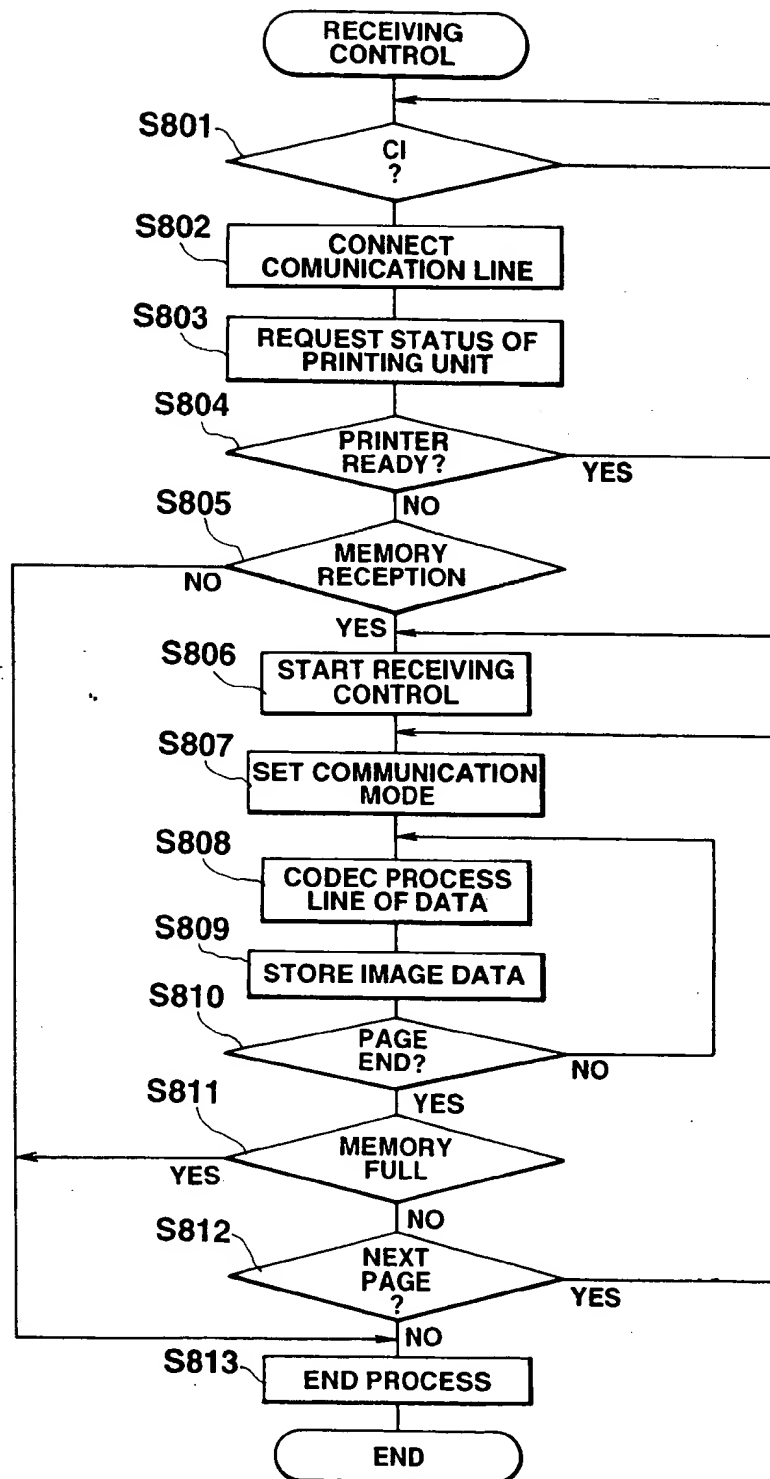 RECEIVING
CONTROL
S801
CI
?
S802
CONNECT
COMUNICATION LINE
S803
REQUEST STATUS OF
PRINTING UNIT
S804
PRINTER
READY?
YES
NO
S805
MEMORY
RECEPTION
NO
YES
S806
START RECEIVING
CONTROL
S807
SET COMMUNICATION
MODE
S808
CODEC PROCESS
LINE OF DATA
S809
STORE IMAGE DATA
S810
PAGE
END?
NO
YES
S811
MEMORY
FULL
YES
NO
S812
NEXT
PAGE
?
YES
NO
S813
END PROCESS
END